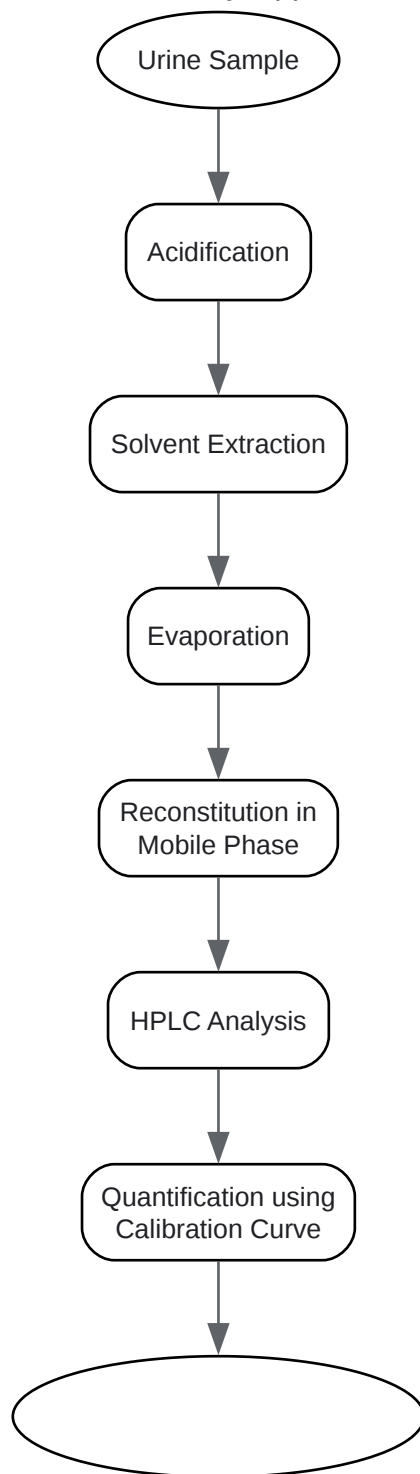 Urine Sample
Acidification
Solvent Extraction
Evaporation
Reconstitution in
Mobile Phase
HPLC Analysis
Quantification using
Calibration Curve